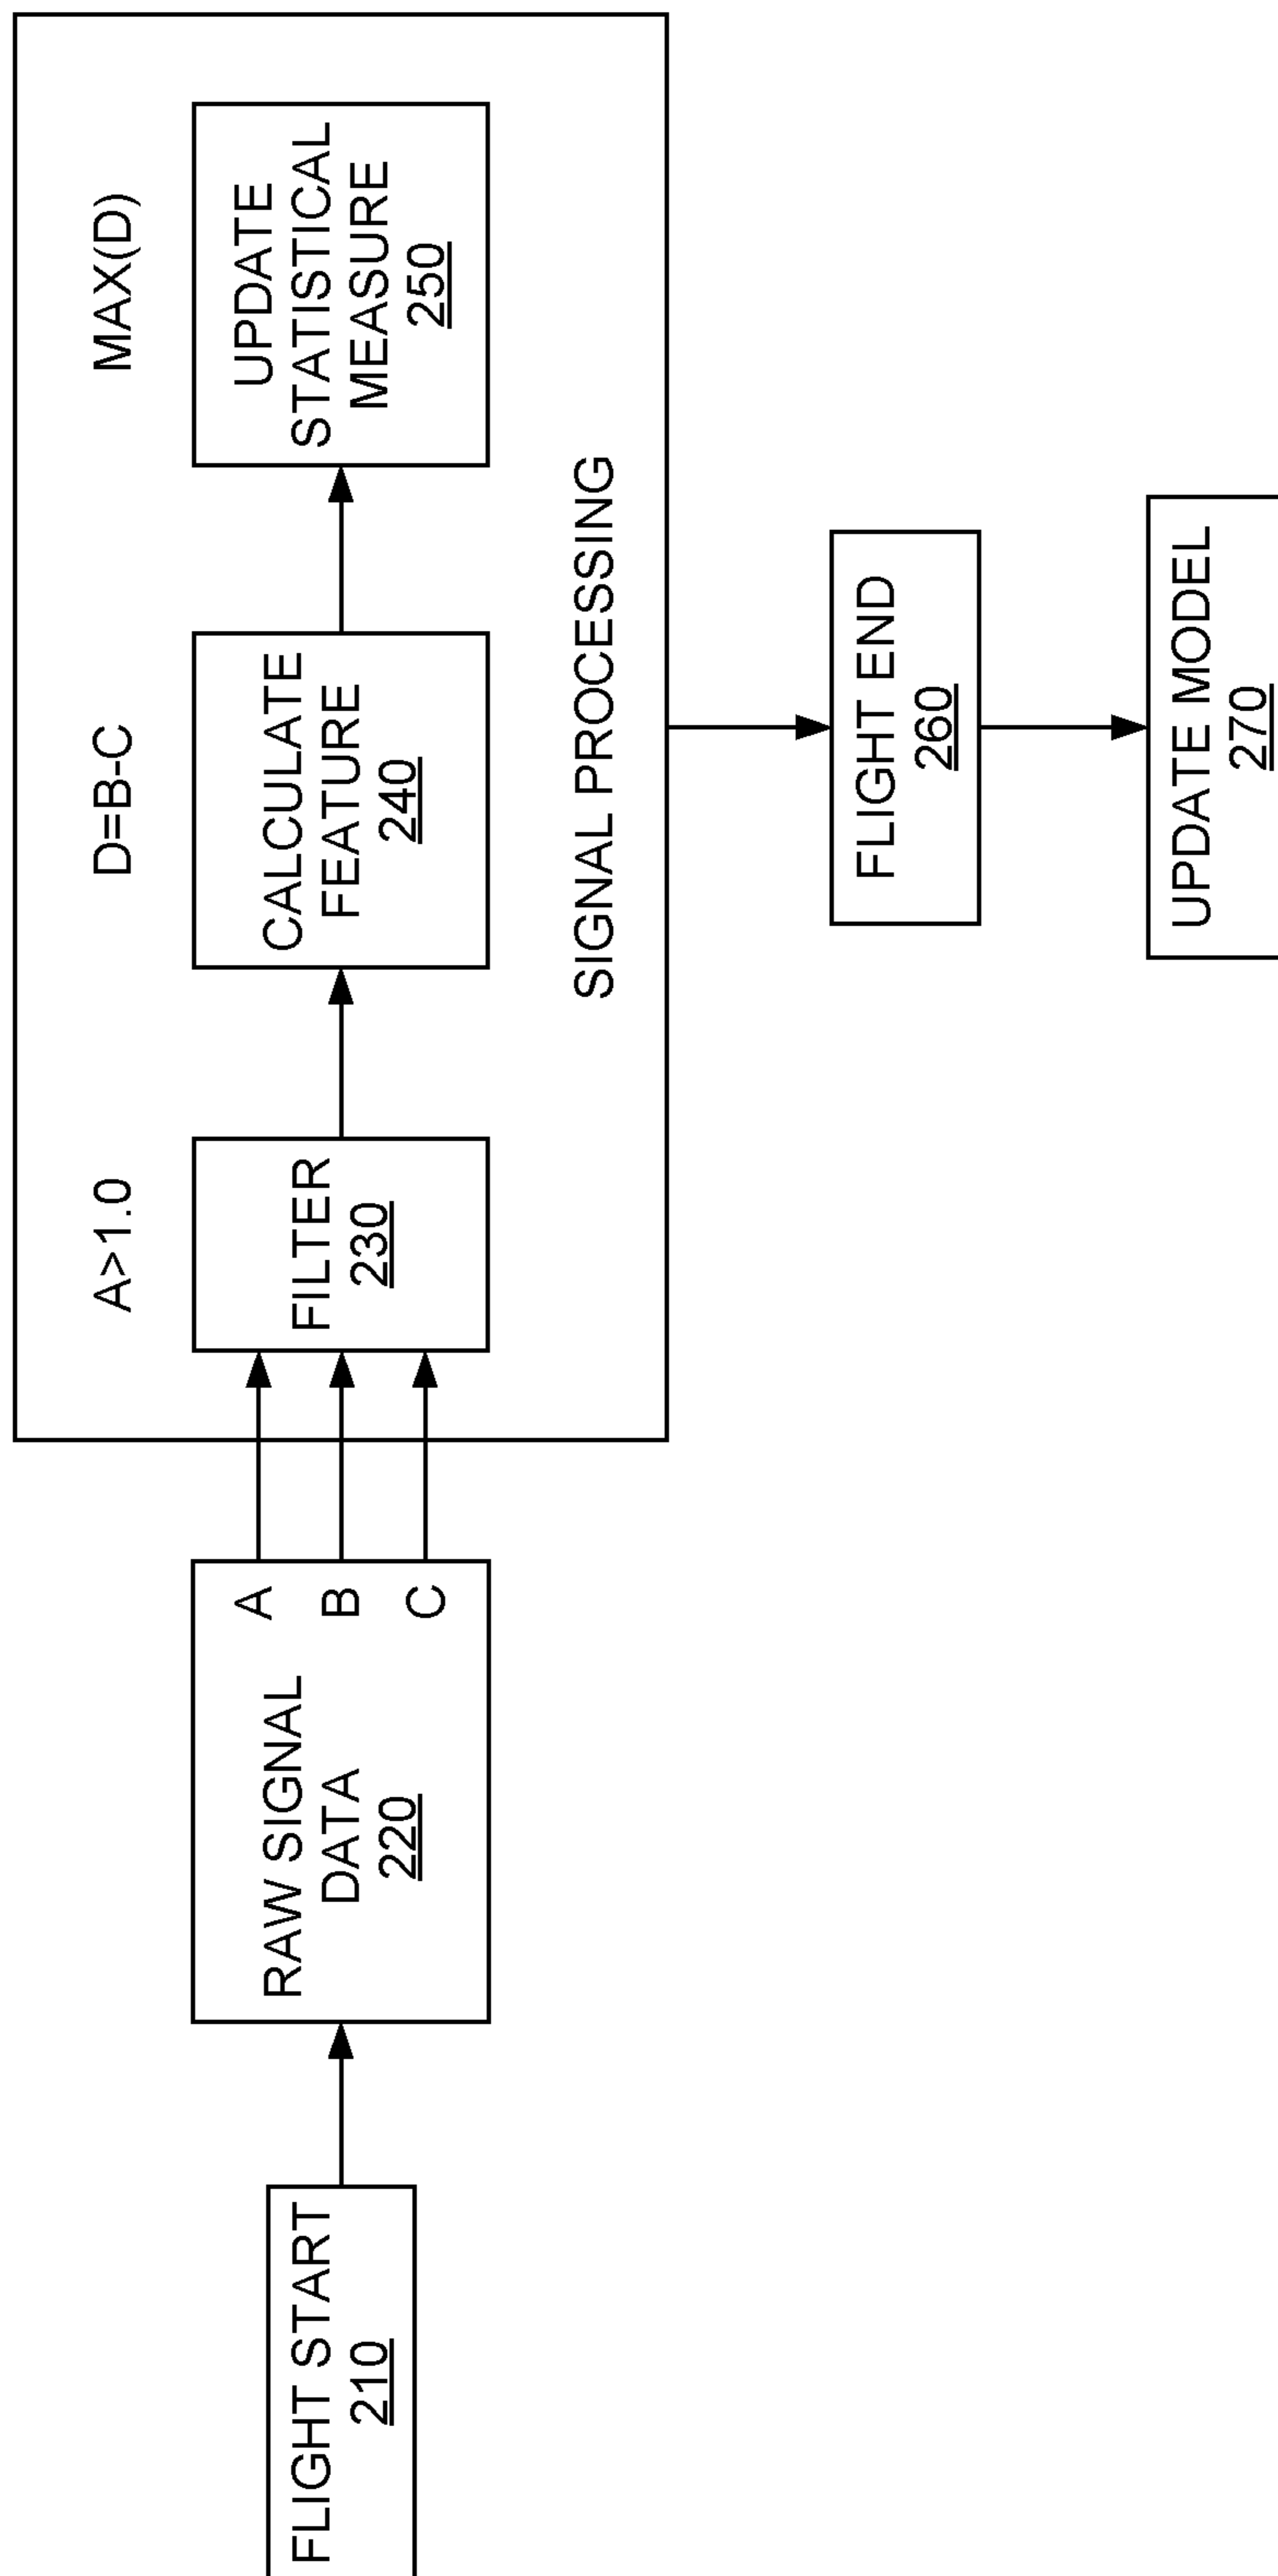 FLIGHT START
210
RAW SIGNAL
DATA
220
A
B
C
A>1.0
FILTER
230
D=B-C
CALCULATE
FEATURE
240
MAX(D)
UPDATE
STATISTICAL
MEASURE
250
SIGNAL PROCESSING
FLIGHT END
260
UPDATE MODEL
270